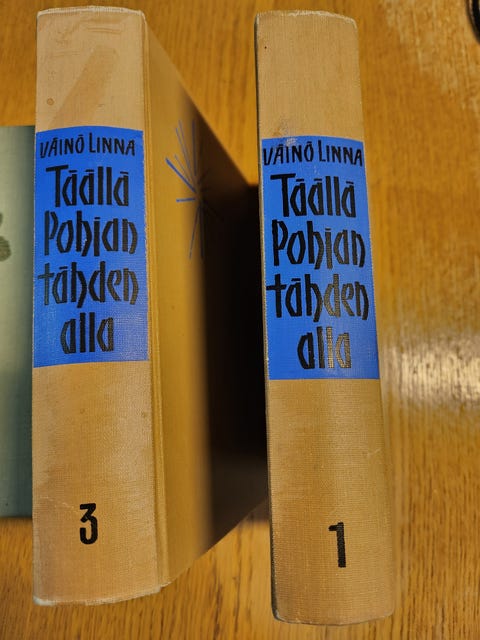 VÄINÖ LINNA
Täällä
Pohjan
tähden
alla
3
VÄINÖ LINNA
Täällä
Pohjan
tähden
alla
1